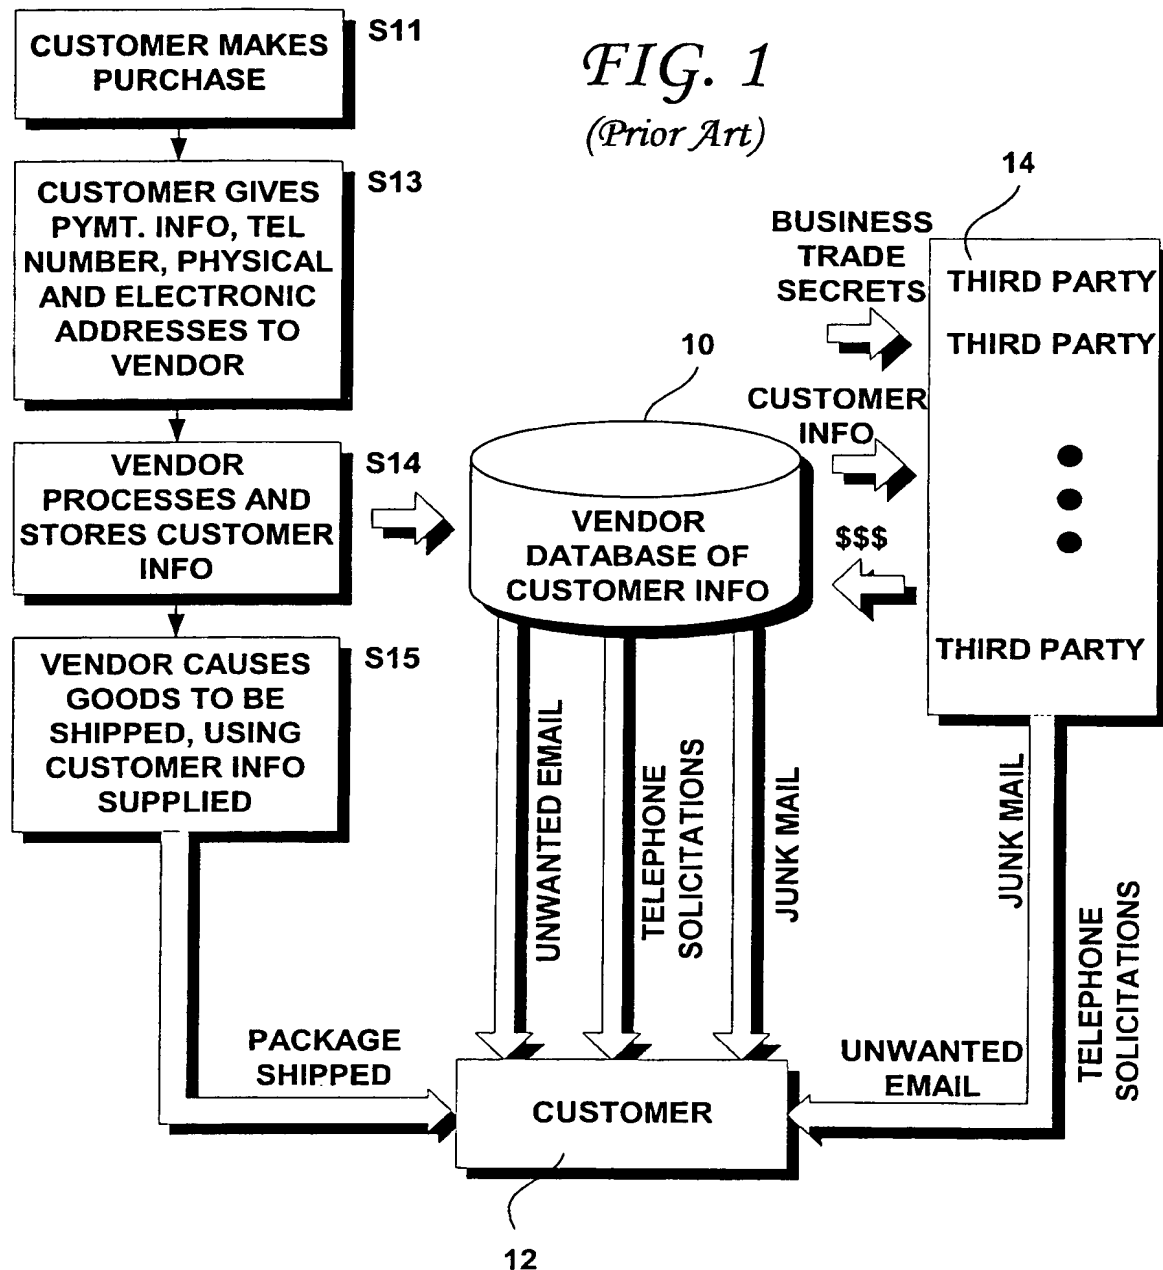 FIG. 1
(Prior Art)
CUSTOMER MAKES
PURCHASE
S11
CUSTOMER GIVES
PYMT. INFO, TEL
NUMBER, PHYSICAL
AND ELECTRONIC
ADDRESSES TO
VENDOR
S13
VENDOR
PROCESSES AND
STORES CUSTOMER
INFO
S14
VENDOR CAUSES
GOODS TO BE
SHIPPED, USING
CUSTOMER INFO
SUPPLIED
S15
10
VENDOR
DATABASE OF
CUSTOMER INFO
BUSINESS
TRADE
SECRETS
CUSTOMER
INFO
$$$
14
THIRD PARTY
THIRD PARTY
THIRD PARTY
UNWANTED EMAIL
TELEPHONE
SOLICITATIONS
JUNK MAIL
JUNK MAIL
TELEPHONE
SOLICITATIONS
PACKAGE
SHIPPED
UNWANTED
EMAIL
CUSTOMER
12